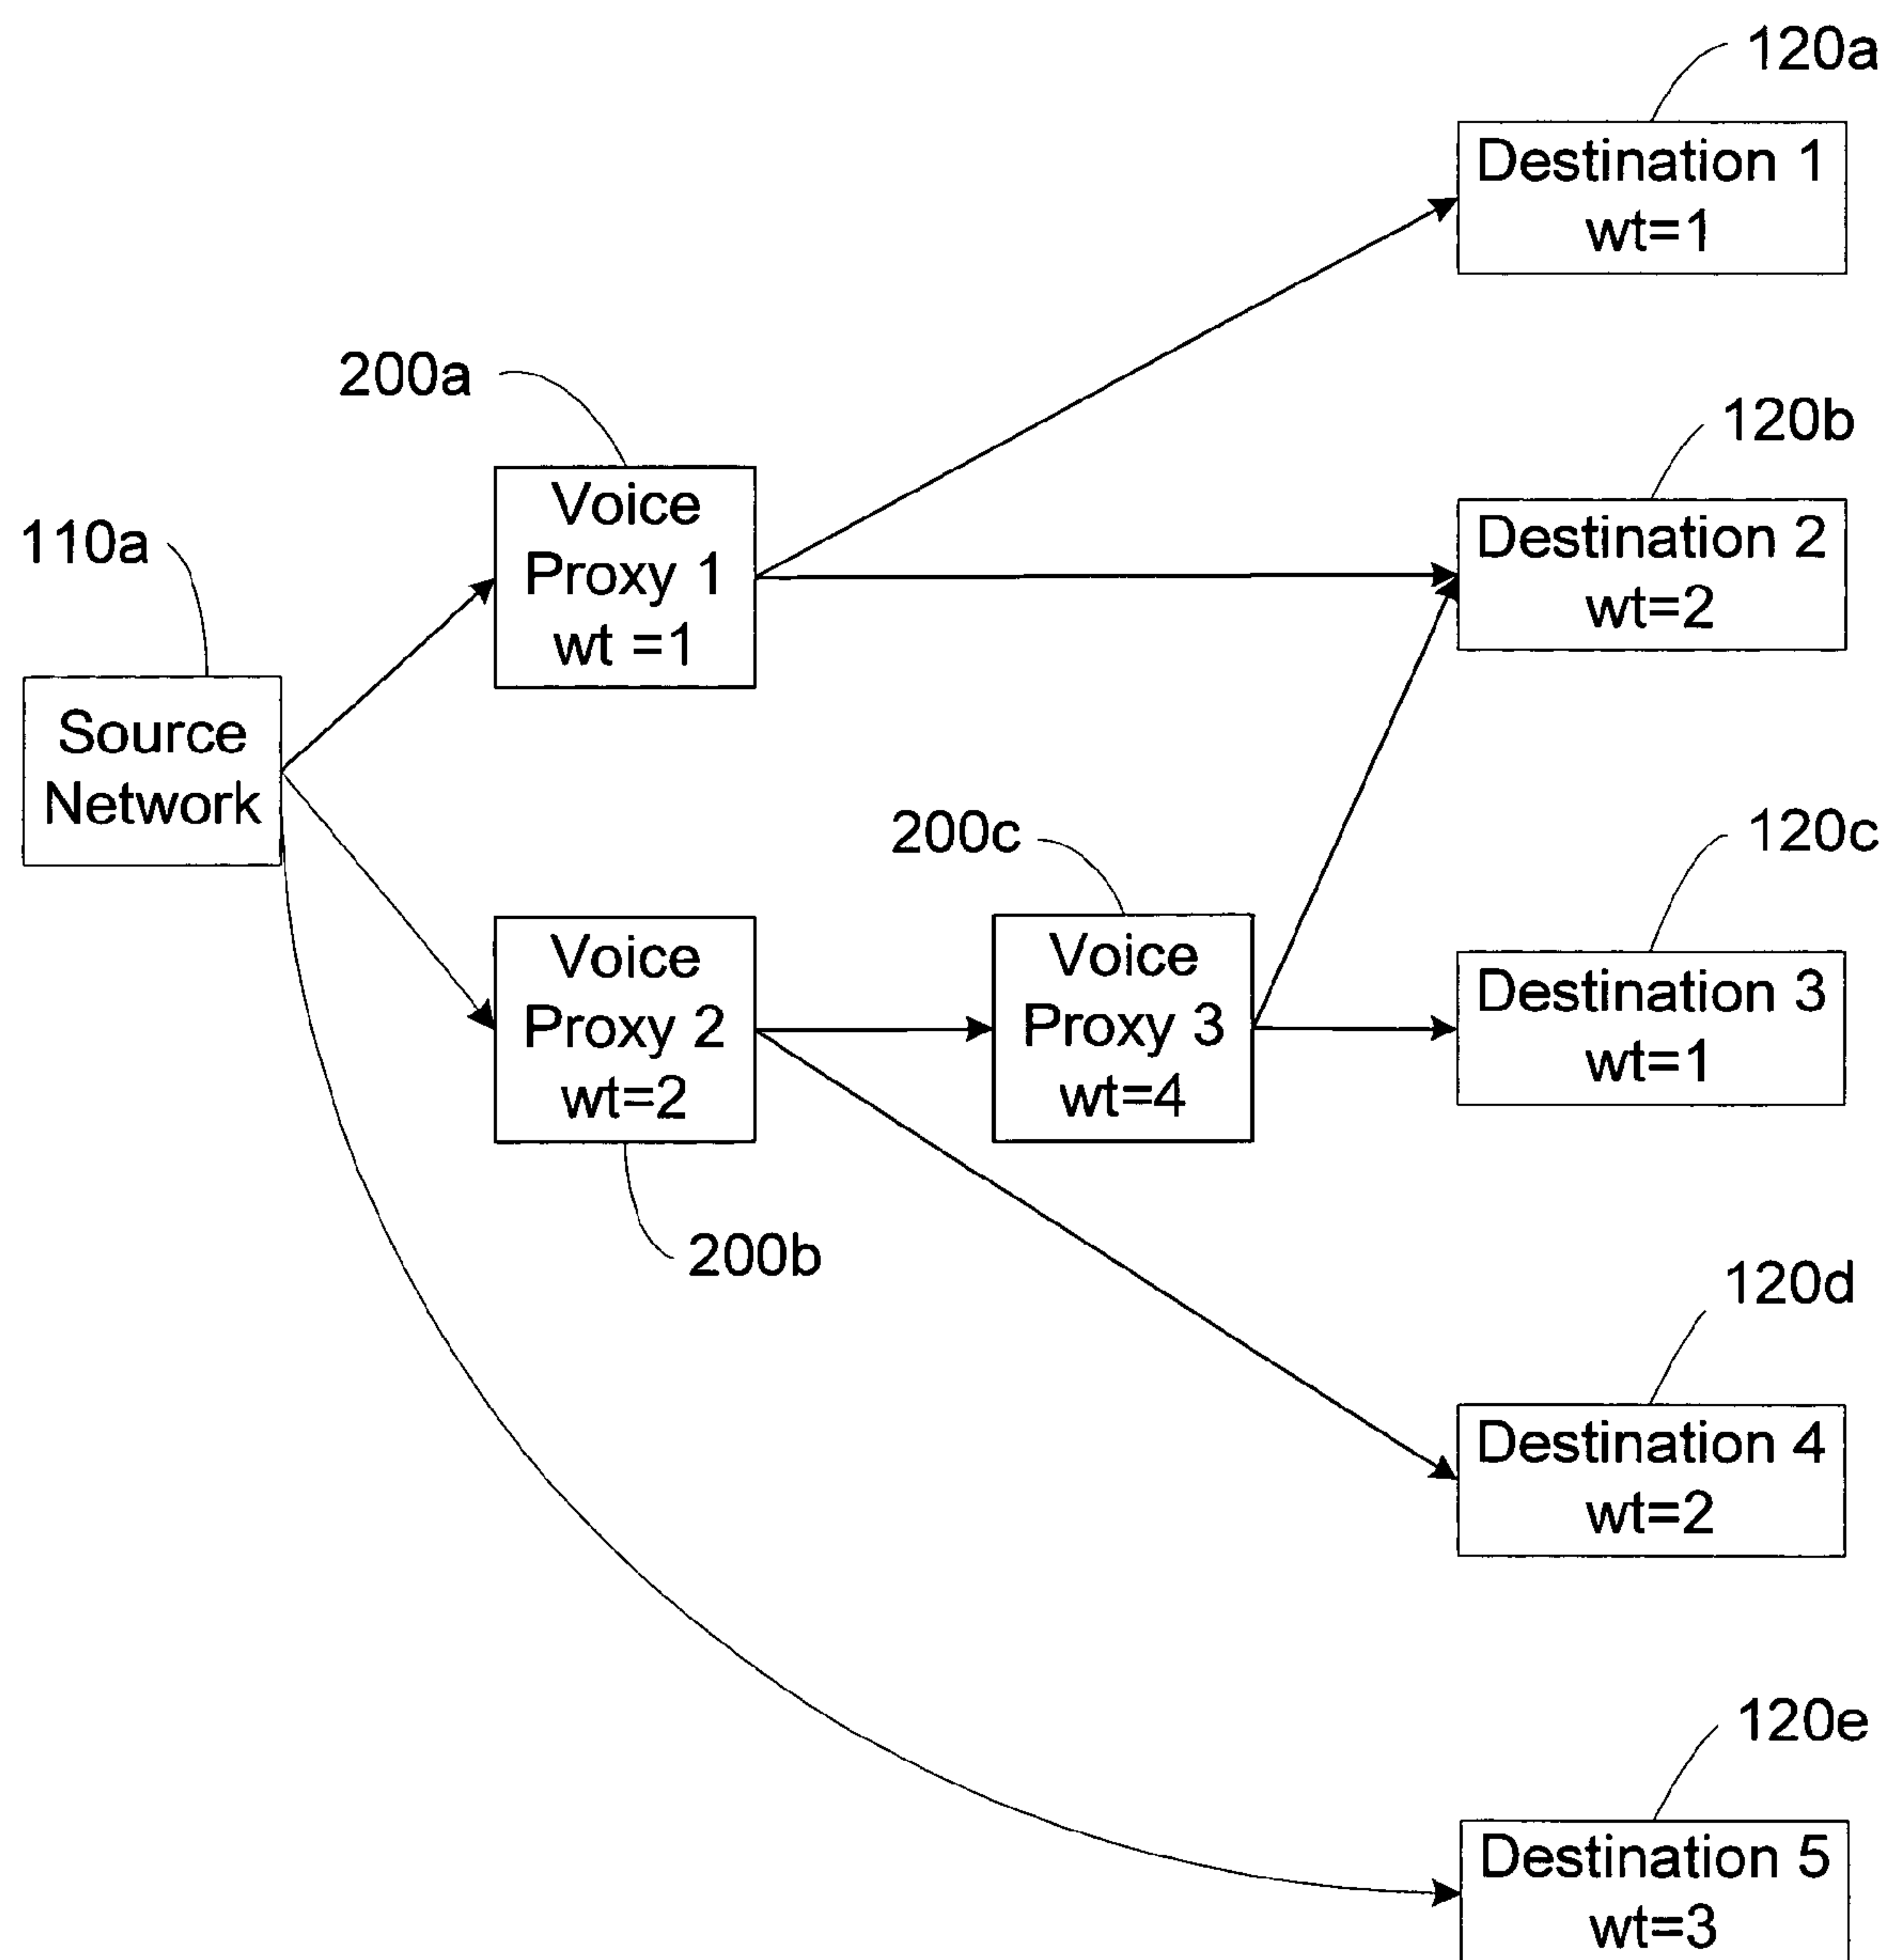 120a
Destination 1
wt=1
200a
120b
Voice
Proxy 1
wt =1
Destination 2
wt=2
110a
Source
Network
200c
120c
Voice
Proxy 2
wt=2
Voice
Proxy 3
wt=4
Destination 3
wt=1
200b
120d
Destination 4
wt=2
120e
Destination 5
wt=3